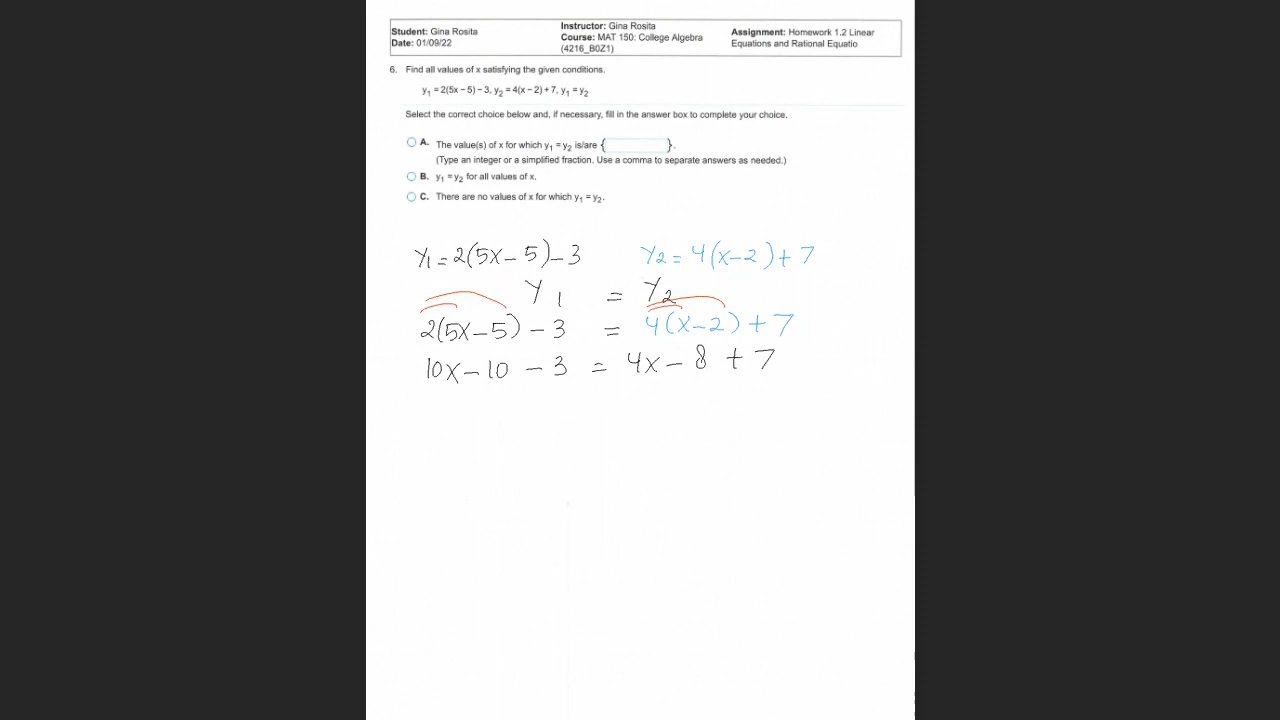 Student: Gina Rosita
Date: 01/09/22
Instructor: Gina Rosita
Course: MAT 150: College Algebra
(4216_B0Z1)
Assignment: Homework 1.2 Linear
Equations and Rational Equatio
6. Find all values of x satisfying the given conditions.
y₁ = 2(5x − 5) − 3, y₂ = 4(x − 2) + 7, y₁ = y₂
Select the correct choice below and, if necessary, fill in the answer box to complete your choice.
A. The value(s) of x for which y₁ = y₂ is/are { }.
(Type an integer or a simplified fraction. Use a comma to separate answers as needed.)
B. y₁ = y₂ for all values of x.
C. There are no values of x for which y₁ = y₂.
Y₁ = 2(5X − 5) − 3 Y₂ = 4(X − 2) + 7
Y₁ = Y₂
2(5X − 5) − 3 = 4(X − 2) + 7
10X − 10 − 3 = 4X − 8 + 7